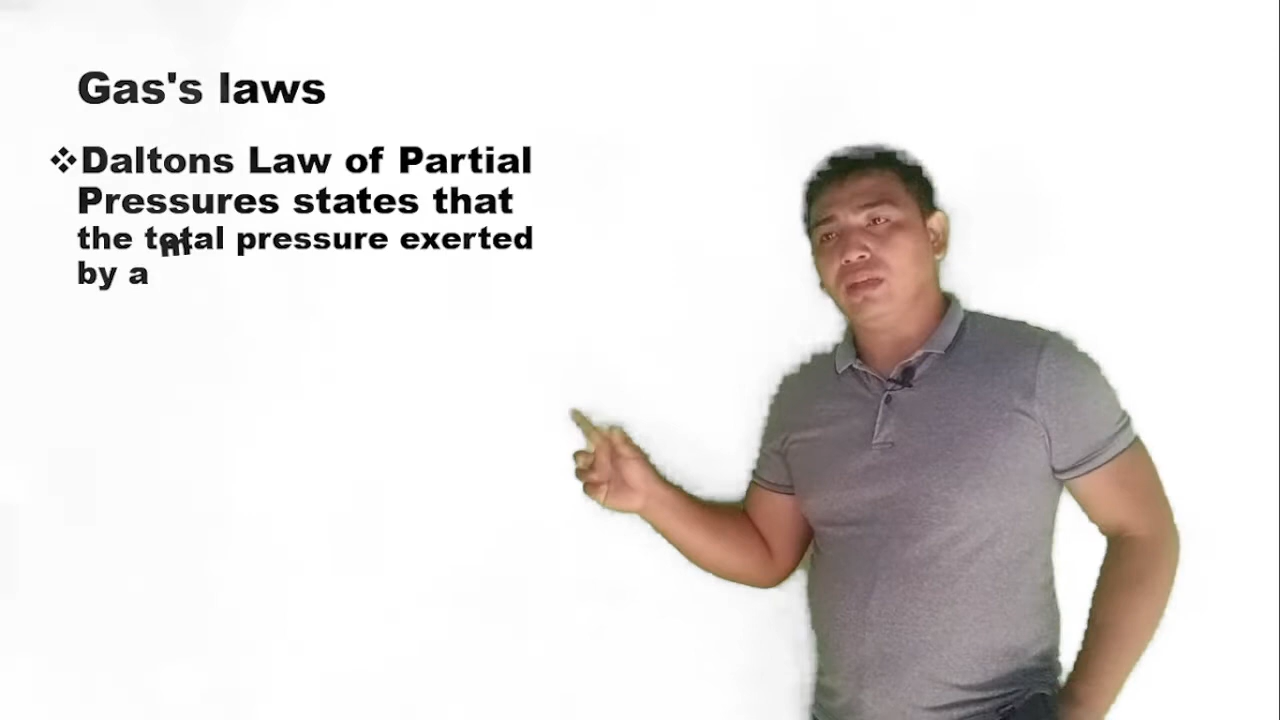 Gas's laws
❖Daltons Law of Partial
Pressures states that
the total pressure exerted
by a